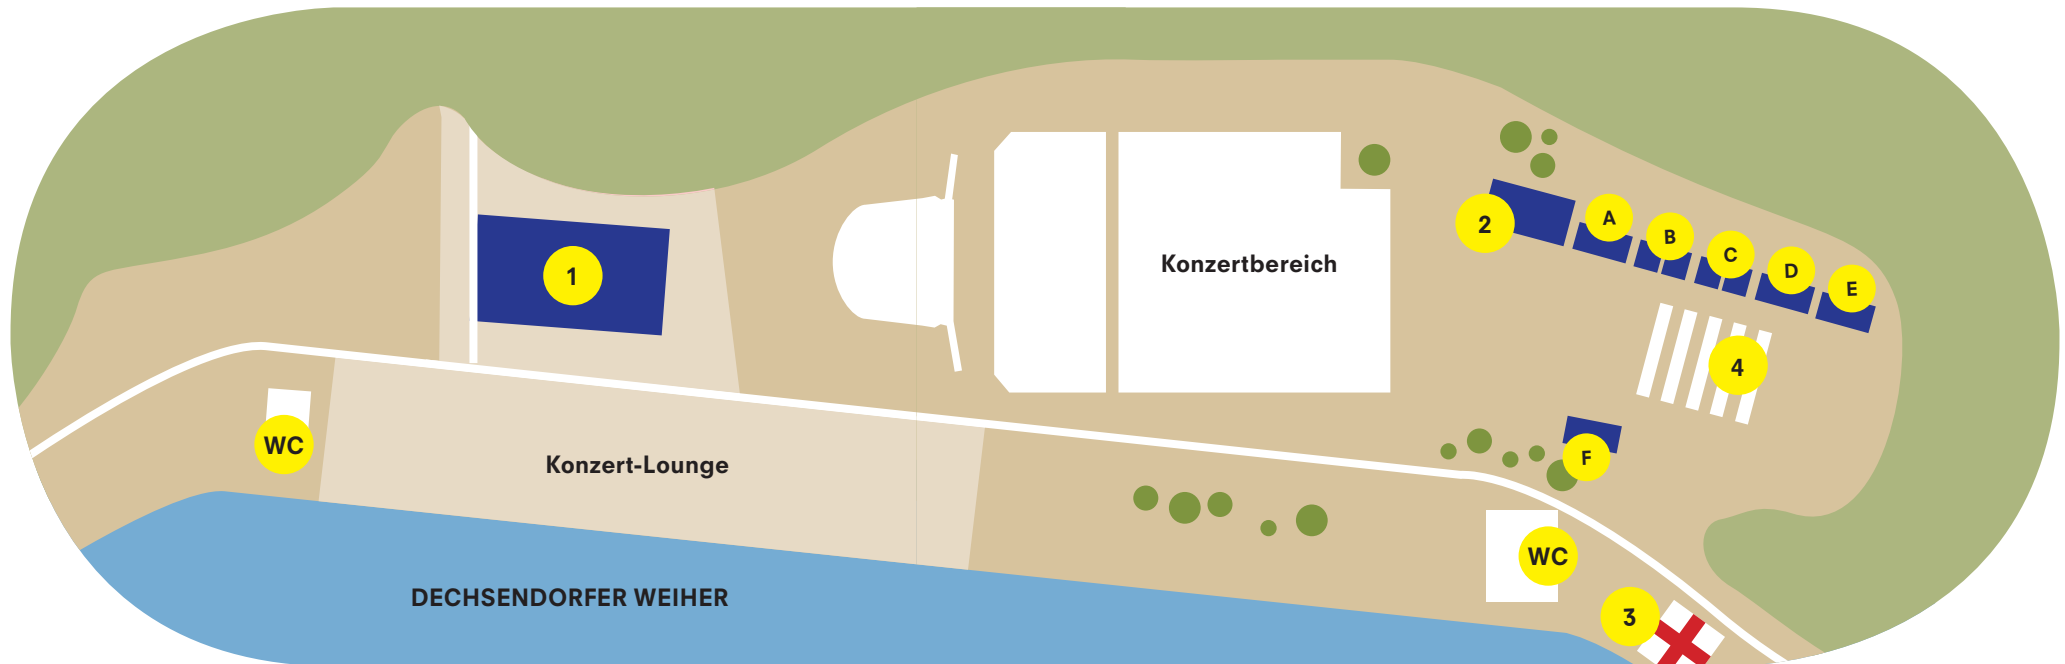 1
2
A
B
C
D
E
Konzertbereich
4
WC
Konzert-Lounge
F
WC
DECHSENDORFER WEIHER
3